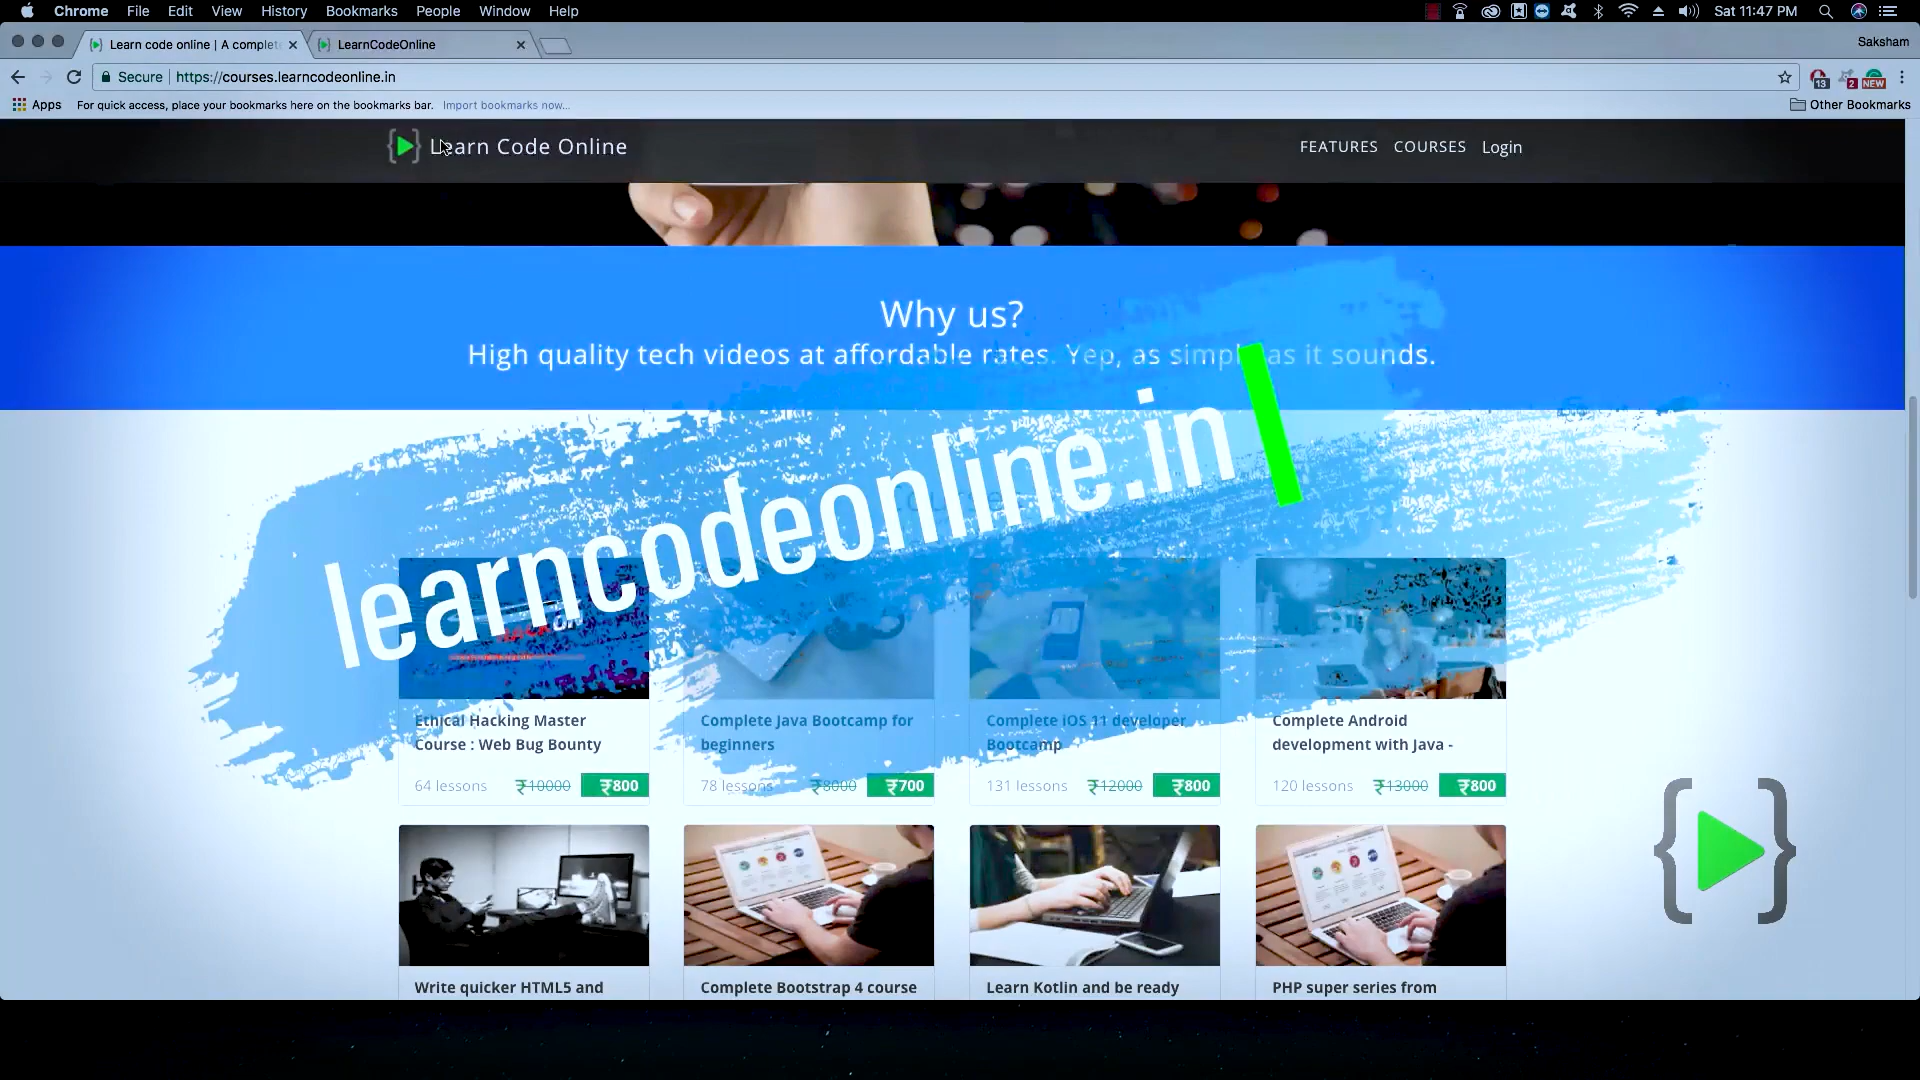 Chrome File Edit View History Bookmarks People Window Help Sat 11:47 PM
Learn code online | A complet LearnCodeOnline Saksham
Secure https://courses.learncodeonline.in 13 2 NEW
Apps For quick access, place your bookmarks here on the bookmarks bar. Import bookmarks now... Other Bookmarks
Learn Code Online FEATURES COURSES Login
Why us?
High quality tech videos at affordable rates. Yep, as simple as it sounds.
learncodeonline.in
Ethical Hacking Master
Course : Web Bug Bounty
64 lessons ₹10000 ₹800
Complete Java Bootcamp for
beginners
78 lessons ₹8000 ₹700
Complete iOS 11 developer
Bootcamp
131 lessons ₹12000 ₹800
Complete Android
development with Java -
120 lessons ₹13000 ₹800
Write quicker HTML5 and
Complete Bootstrap 4 course
Learn Kotlin and be ready
PHP super series from